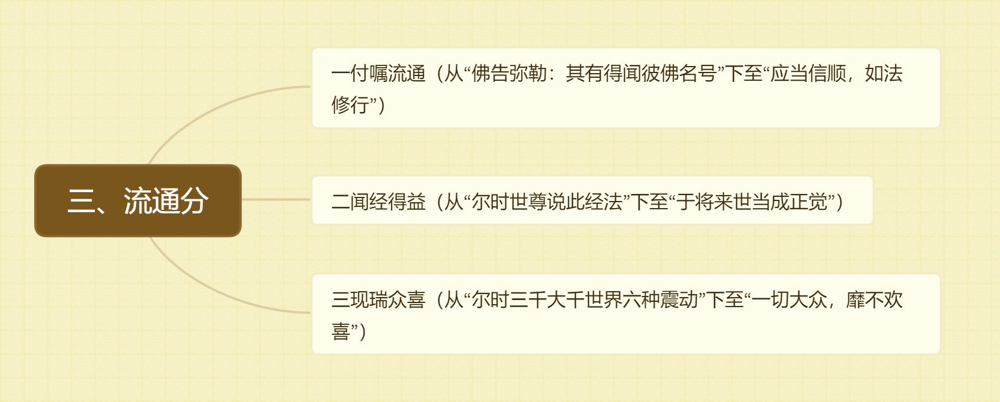 一付嘱流通（从“佛告弥勒：其有得闻彼佛名号”下至“应当信顺，如法
修行”）
三、流通分
二闻经得益（从“尔时世尊说此经法”下至“于将来世当成正觉”）
三现瑞众喜（从“尔时三千大千世界六种震动”下至“一切大众，靡不欢
喜”）